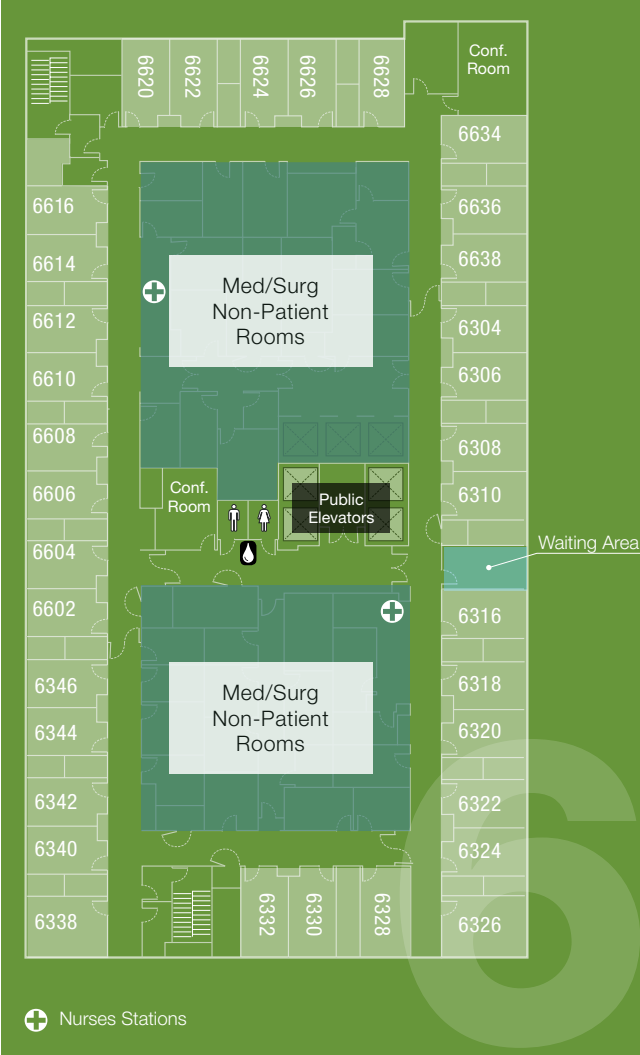 Conf.
Room
6620
6622
6624
6626
6628
6634
6616
6636
6614
6638
Med/Surg
Non-Patient
Rooms
6612
6304
6610
6306
6608
6308
6606
Conf.
Room
Public
Elevators
6310
6604
Waiting Area
6602
6316
6346
Med/Surg
Non-Patient
Rooms
6318
6344
6320
6342
6322
6340
6324
6338
6332
6330
6328
6326
6
Nurses Stations